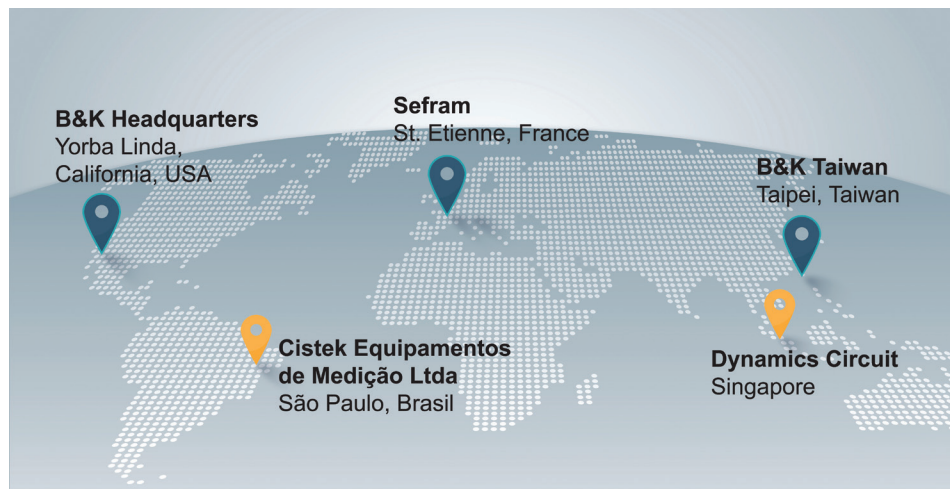 B&K Headquarters
Yorba Linda,
California, USA
Sefram
St. Etienne, France
B&K Taiwan
Taipei, Taiwan
Cistek Equipamentos
de Medição Ltda
São Paulo, Brasil
Dynamics Circuit
Singapore